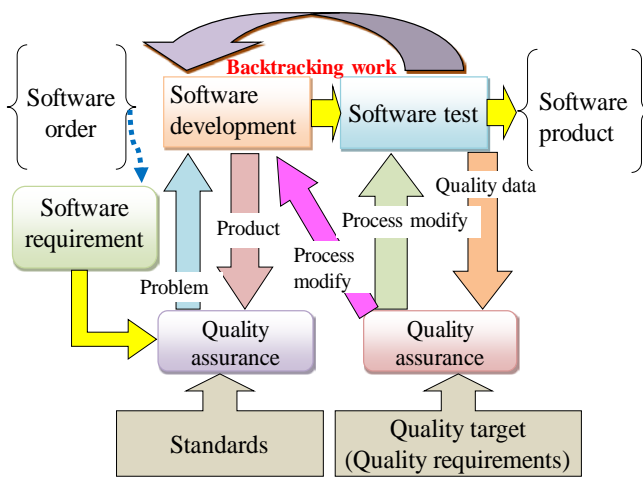 Backtracking work
Software
order
Software
development
Software test
Software
product
Software
requirement
Product
Problem
Process
modify
Process modify
Quality data
Quality
assurance
Quality
assurance
Standards
Quality target
(Quality requirements)